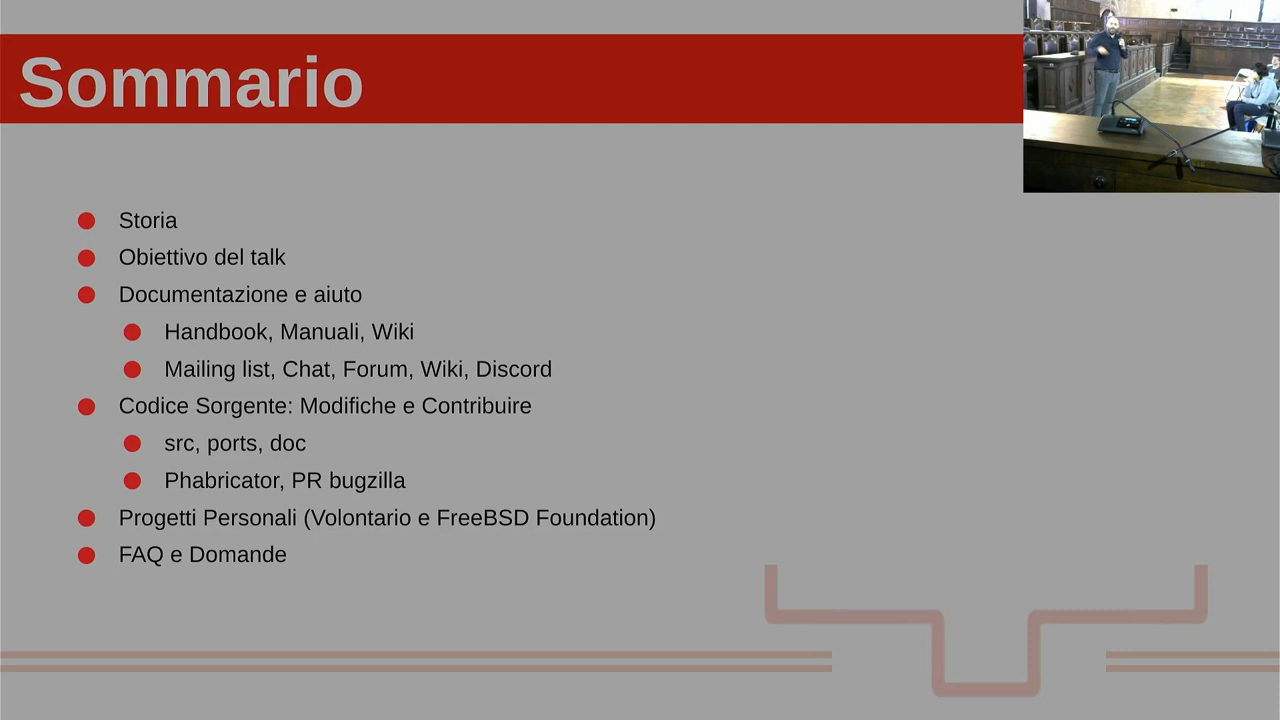 Sommario
Storia
Obiettivo del talk
Documentazione e aiuto
Handbook, Manuali, Wiki
Mailing list, Chat, Forum, Wiki, Discord
Codice Sorgente: Modifiche e Contribuire
src, ports, doc
Phabricator, PR bugzilla
Progetti Personali (Volontario e FreeBSD Foundation)
FAQ e Domande